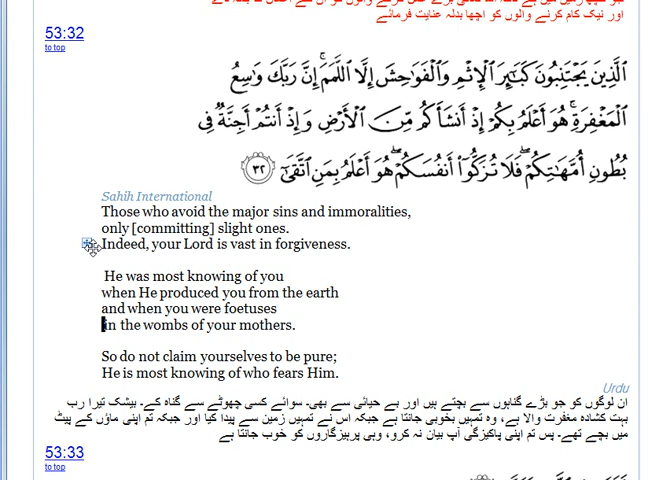 اور نیک کام کرنے والوں کو اچھا بدلہ عنایت فرمائے
53:32
to top
الَّذِينَ يَجْتَنِبُونَ كَبَـٰٓئِرَ الْإِثْمِ وَالْفَوَٰحِشَ إِلَّا اللَّمَمَ ۚ إِنَّ رَبَّكَ وَٰسِعُ
الْمَغْفِرَةِ ۚ هُوَ أَعْلَمُ بِكُمْ إِذْ أَنشَأَكُم مِّنَ الْأَرْضِ وَإِذْ أَنتُمْ أَجِنَّةٌ فِى
بُطُونِ أُمَّهَـٰتِكُمْ ۖ فَلَا تُزَكُّوٓا۟ أَنفُسَكُمْ ۖ هُوَ أَعْلَمُ بِمَنِ اتَّقَىٰٓ ٣٢
Sahih International
Those who avoid the major sins and immoralities,
only [committing] slight ones.
Indeed, your Lord is vast in forgiveness.
He was most knowing of you
when He produced you from the earth
and when you were foetuses
in the wombs of your mothers.
So do not claim yourselves to be pure;
He is most knowing of who fears Him.
Urdu
ان لوگوں کو جو بڑے گناہوں سے بچتے ہیں اور بے حیائی سے بھی۔ سوائے کسی چھوٹے سے گناہ کے۔ بیشک تیرا رب
بہت کشادہ مغفرت والا ہے، وہ تمہیں بخوبی جانتا ہے جبکہ اس نے تمہیں زمین سے پیدا کیا اور جبکہ تم اپنی ماؤں کے پیٹ
میں بچے تھے۔ پس تم اپنی پاکیزگی آپ بیان نہ کرو، وہی پرہیزگاروں کو خوب جانتا ہے
53:33
to top